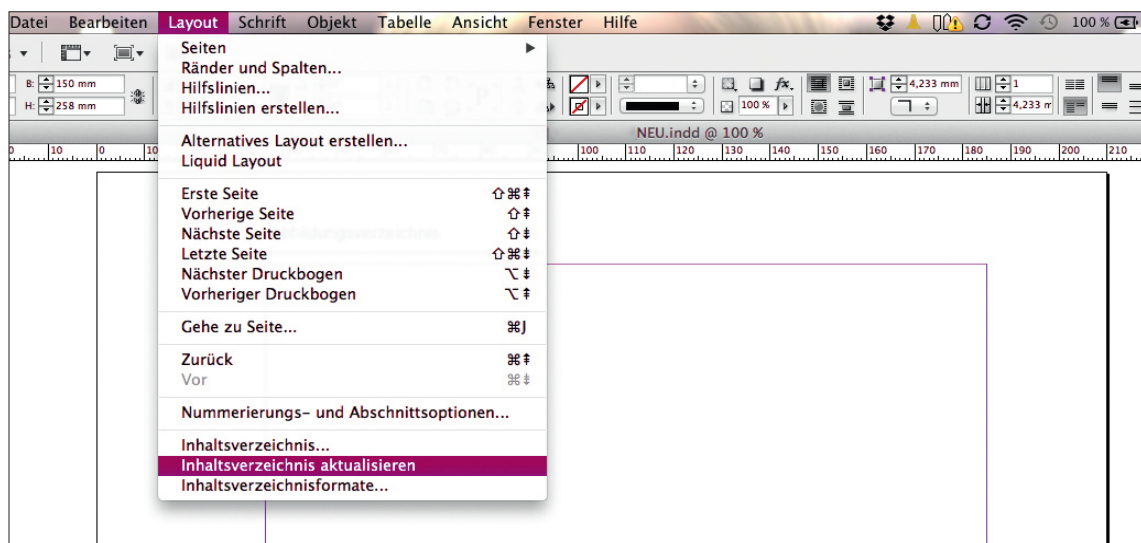 Datei Bearbeiten Layout Schrift Objekt Tabelle Ansicht Fenster Hilfe 100 %
B: 150 mm
H: 258 mm
100 %
4,233 mm
1
4,233 m
NEU.indd @ 100 %
10 0 10 100 110 120 130 140 150 160 170 180 190 200 210
Seiten
Ränder und Spalten...
Hilfslinien...
Hilfslinien erstellen...
Alternatives Layout erstellen...
Liquid Layout
Erste Seite ⇧⌘⇞
Vorherige Seite ⇧⇞
Nächste Seite ⇧⇟
Letzte Seite ⇧⌘⇟
Nächster Druckbogen ⌥⇟
Vorheriger Druckbogen ⌥⇞
Gehe zu Seite... ⌘J
Zurück ⌘⇞
Vor ⌘⇟
Nummerierungs- und Abschnittsoptionen...
Inhaltsverzeichnis...
Inhaltsverzeichnis aktualisieren
Inhaltsverzeichnisformate...